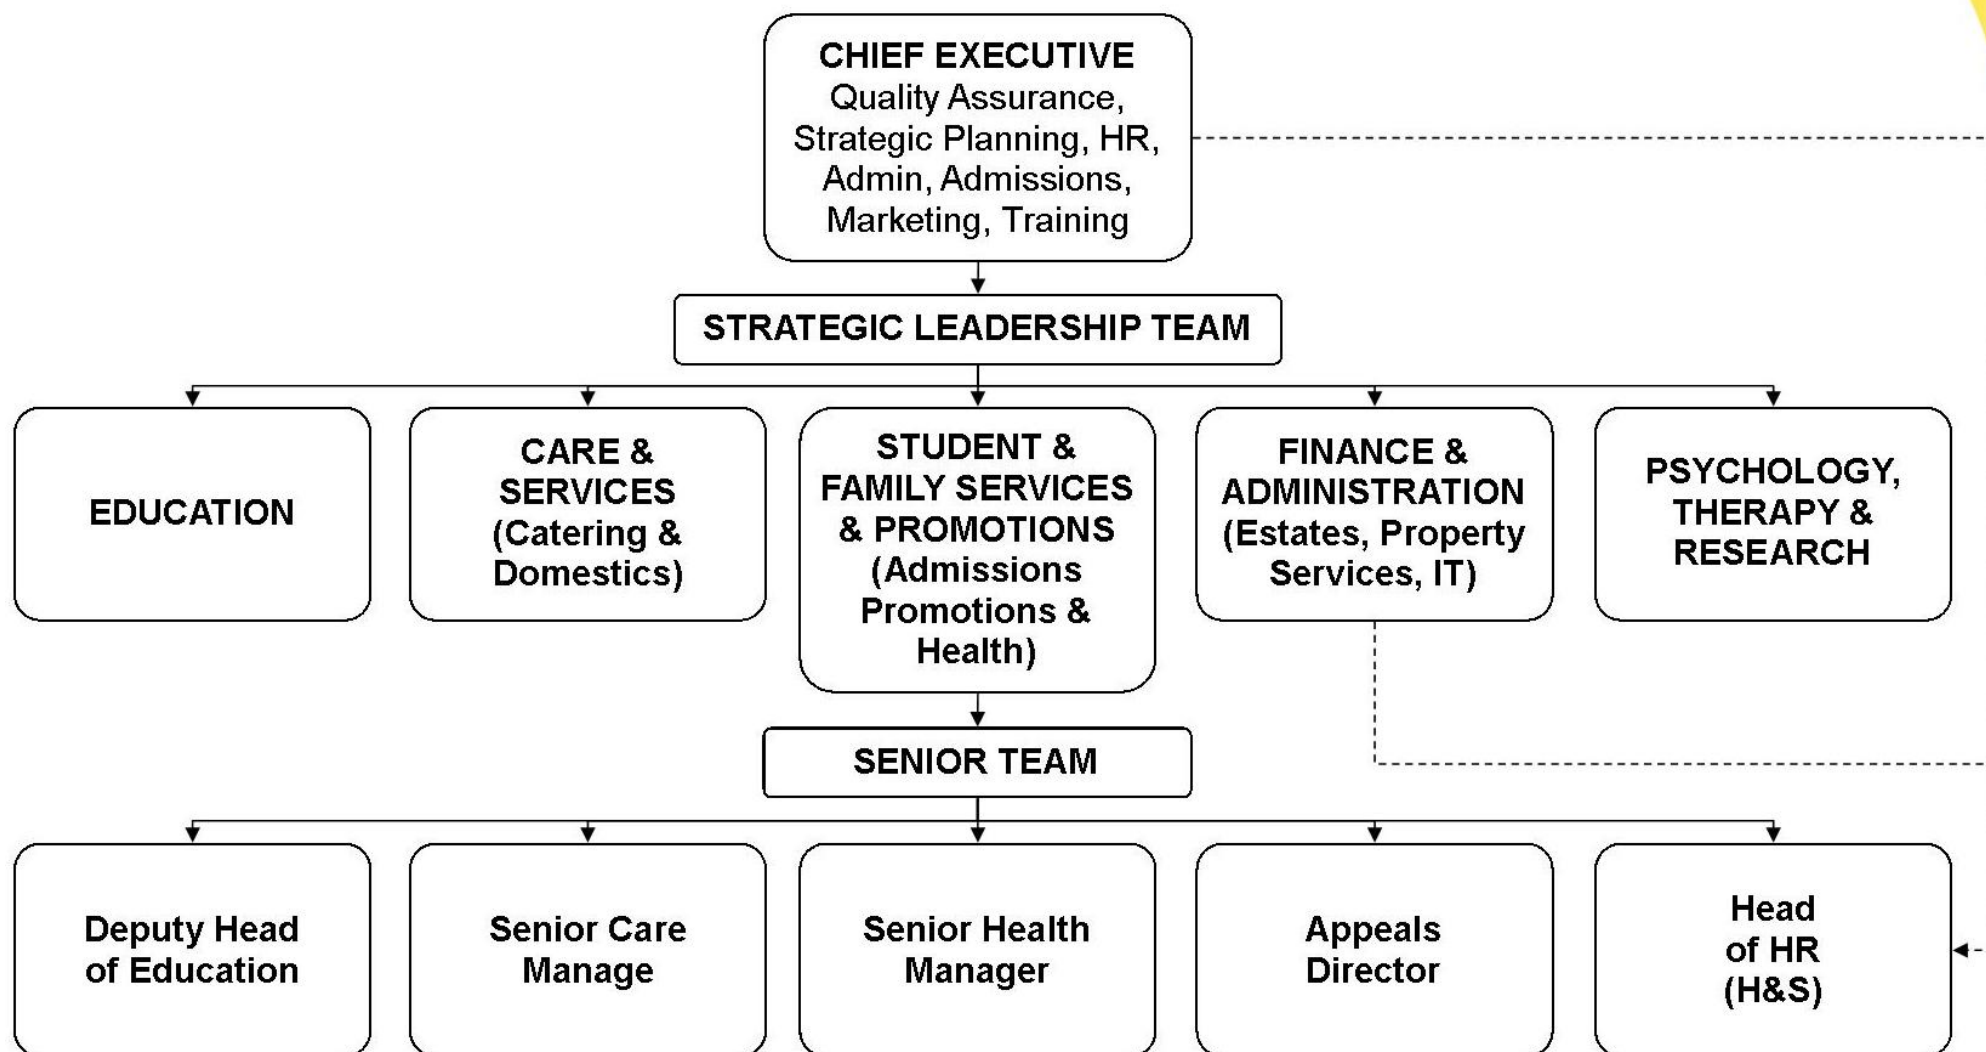 CHIEF EXECUTIVE
Quality Assurance,
Strategic Planning, HR,
Admin, Admissions,
Marketing, Training
STRATEGIC LEADERSHIP TEAM
EDUCATION
CARE &
SERVICES
(Catering &
Domestics)
STUDENT &
FAMILY SERVICES
& PROMOTIONS
(Admissions
Promotions &
Health)
FINANCE &
ADMINISTRATION
(Estates, Property
Services, IT)
PSYCHOLOGY,
THERAPY &
RESEARCH
SENIOR TEAM
Deputy Head
of Education
Senior Care
Manage
Senior Health
Manager
Appeals
Director
Head
of HR
(H&S)